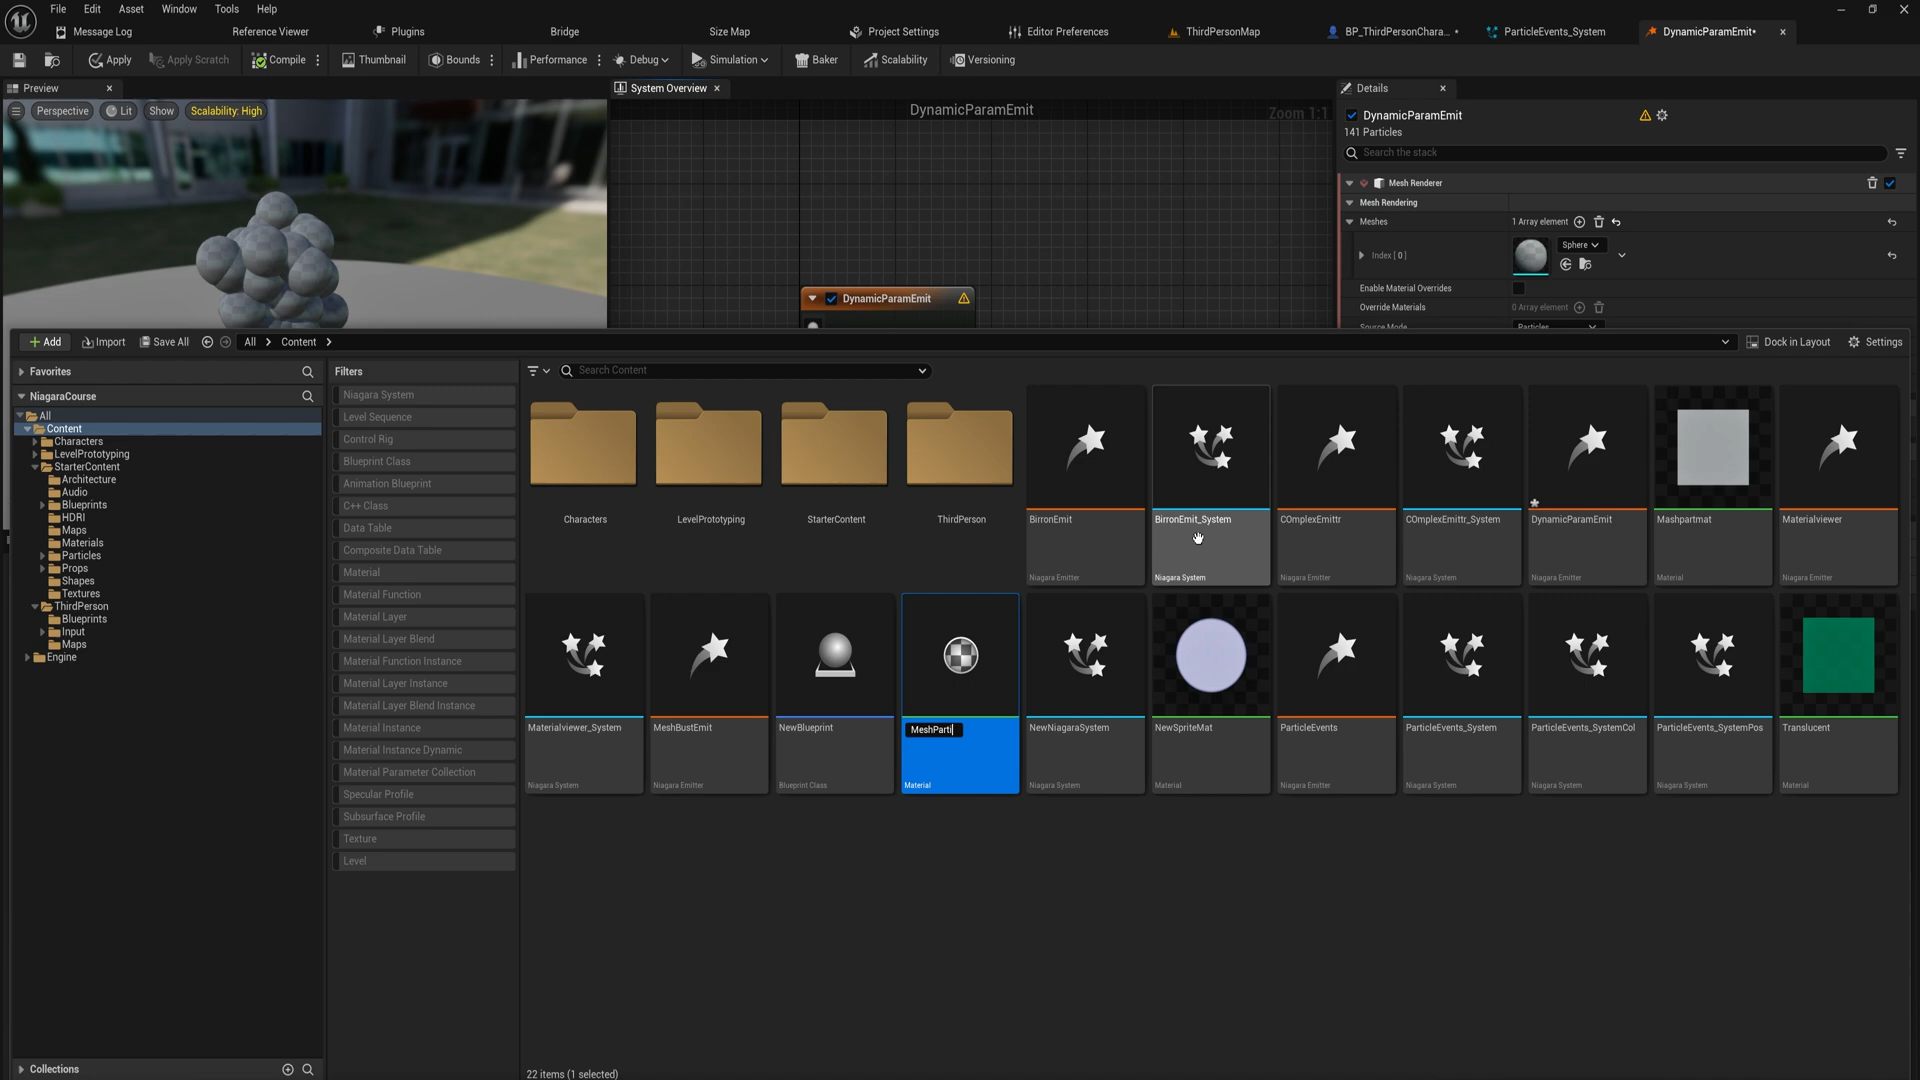 File Edit Asset Window Tools Help
Message Log Reference Viewer Plugins Bridge Size Map Project Settings Editor Preferences ThirdPersonMap BP_ThirdPersonChara... • ParticleEvents_System DynamicParamEmit•
Apply Apply Scratch Compile Thumbnail Bounds Performance Debug Simulation Baker Scalability Versioning
Preview
Perspective Lit Show Scalability: High
System Overview
DynamicParamEmit
Zoom 1:1
DynamicParamEmit
Details
DynamicParamEmit
141 Particles
Search the stack
Mesh Renderer
Mesh Rendering
Meshes 1 Array element
Index [ 0 ] Sphere
Enable Material Overrides
Override Materials 0 Array element
Source Mode Particles
Add Import Save All All Content Dock in Layout Settings
Favorites
NiagaraCourse
All
Content
Characters
LevelPrototyping
StarterContent
Architecture
Audio
Blueprints
HDRI
Maps
Materials
Particles
Props
Shapes
Textures
ThirdPerson
Blueprints
Input
Maps
Engine
Collections
Filters
Niagara System
Level Sequence
Control Rig
Blueprint Class
Animation Blueprint
C++ Class
Data Table
Composite Data Table
Material
Material Function
Material Layer
Material Layer Blend
Material Function Instance
Material Layer Instance
Material Layer Blend Instance
Material Instance
Material Instance Dynamic
Material Parameter Collection
Specular Profile
Subsurface Profile
Texture
Level
Search Content
Characters LevelPrototyping StarterContent ThirdPerson BirronEmit BirronEmit_System COmplexEmittr COmplexEmittr_System DynamicParamEmit Mashpartmat Materialviewer
Niagara Emitter Niagara System Niagara Emitter Niagara System Niagara Emitter Material Niagara Emitter
Materialviewer_System MeshBustEmit NewBlueprint MeshParti NewNiagaraSystem NewSpriteMat ParticleEvents ParticleEvents_System ParticleEvents_SystemCol ParticleEvents_SystemPos Translucent
Niagara System Niagara Emitter Blueprint Class Material Niagara System Material Niagara Emitter Niagara System Niagara System Niagara System Material
22 items (1 selected)